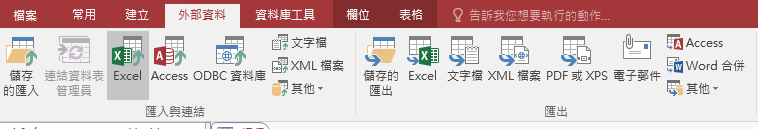 檔案 常用 建立 外部資料 資料庫工具 欄位 表格 告訴我您想要執行的動作...
儲存的匯入
連結資料表管理員
Excel
Access
ODBC 資料庫
文字檔
XML 檔案
其他
匯入與連結
儲存的匯出
Excel
文字檔
XML 檔案
PDF 或 XPS
電子郵件
Access
Word 合併
其他
匯出